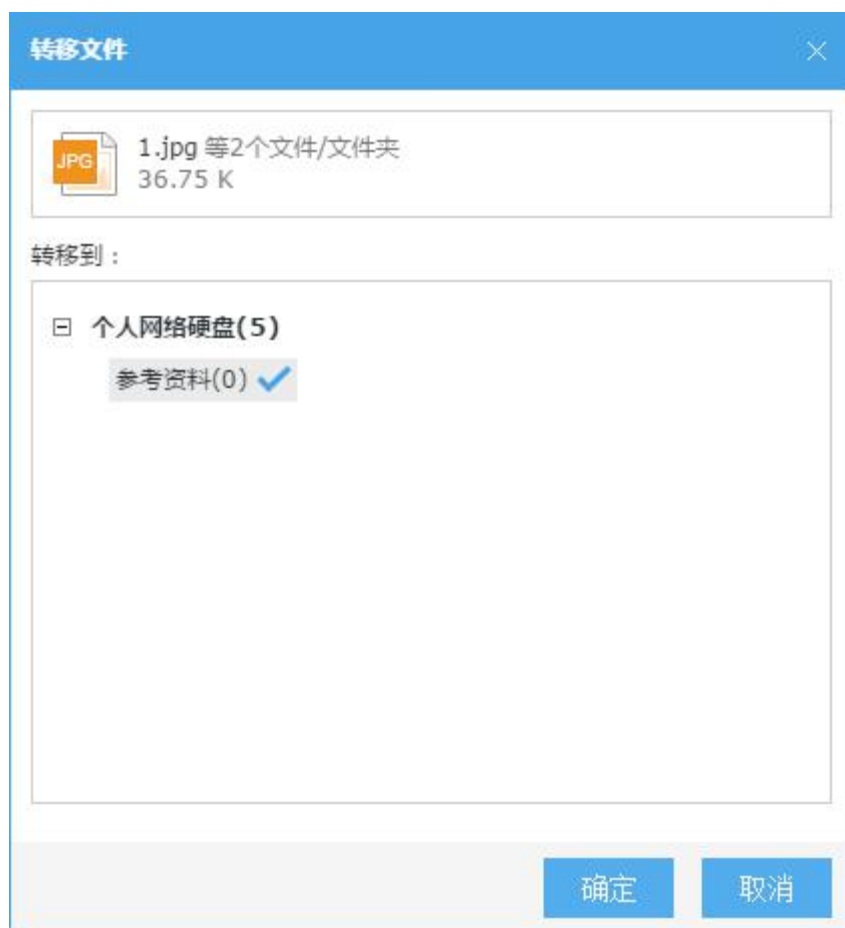 转移文件
JPG
1.jpg 等2个文件/文件夹
36.75 K
转移到：
个人网络硬盘(5)
参考资料(0)
确定 取消